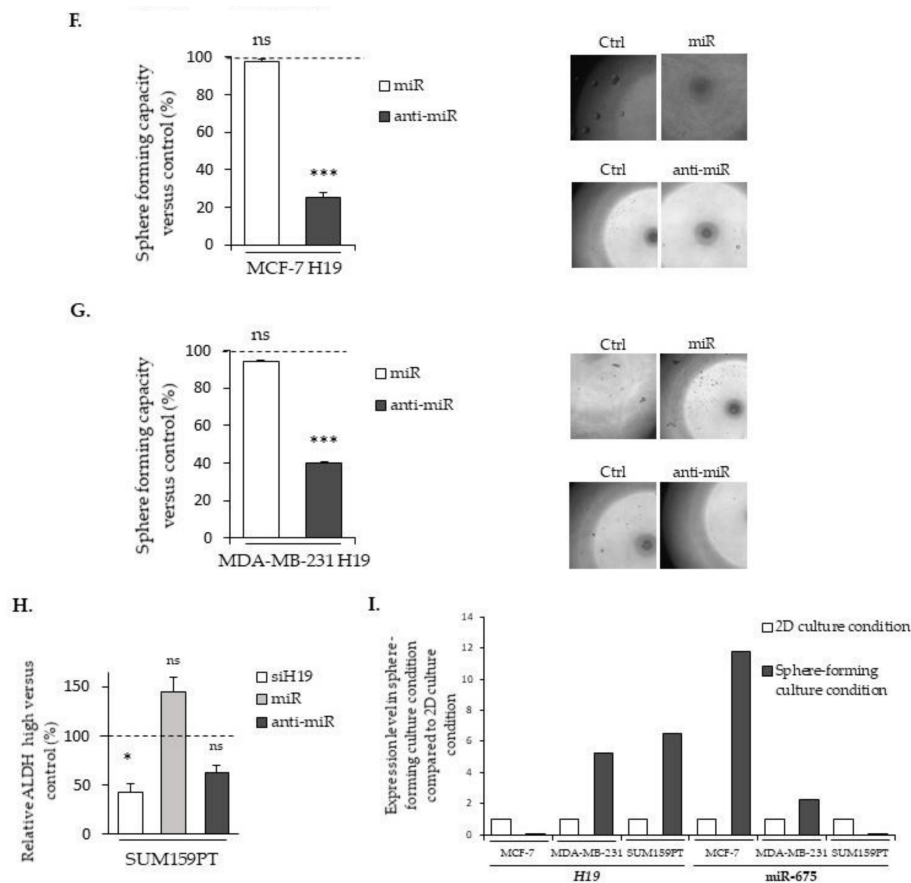 F.
Sphere forming capacity
versus control (%)
100
80
60
40
20
0
ns
***
MCF-7 H19
miR
anti-miR
Ctrl
miR
Ctrl
anti-miR
G.
Sphere forming capacity
versus control (%)
100
80
60
40
20
0
ns
***
MDA-MB-231 H19
miR
anti-miR
Ctrl
miR
Ctrl
anti-miR
H.
Relative ALDH high versus
control (%)
150
100
50
0
*
ns
ns
SUM159PT
siH19
miR
anti-miR
I.
Expression level in sphere-
forming culture condition
compared to 2D culture
condition
14
12
10
8
6
4
2
0
2D culture condition
Sphere-forming
culture condition
MCF-7 MDA-MB-231 SUM159PT MCF-7 MDA-MB-231 SUM159PT
H19 miR-675